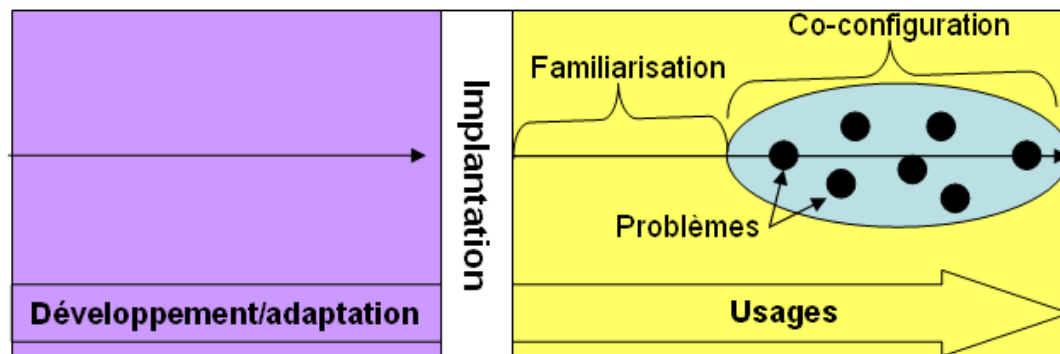 Co-configuration
Familiarisation
Implantation
Problèmes
Développement/adaptation
Usages